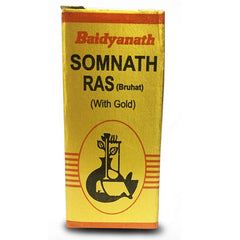 Baidyanath
SOMNATH
RAS (Bruhat)
(With Gold)